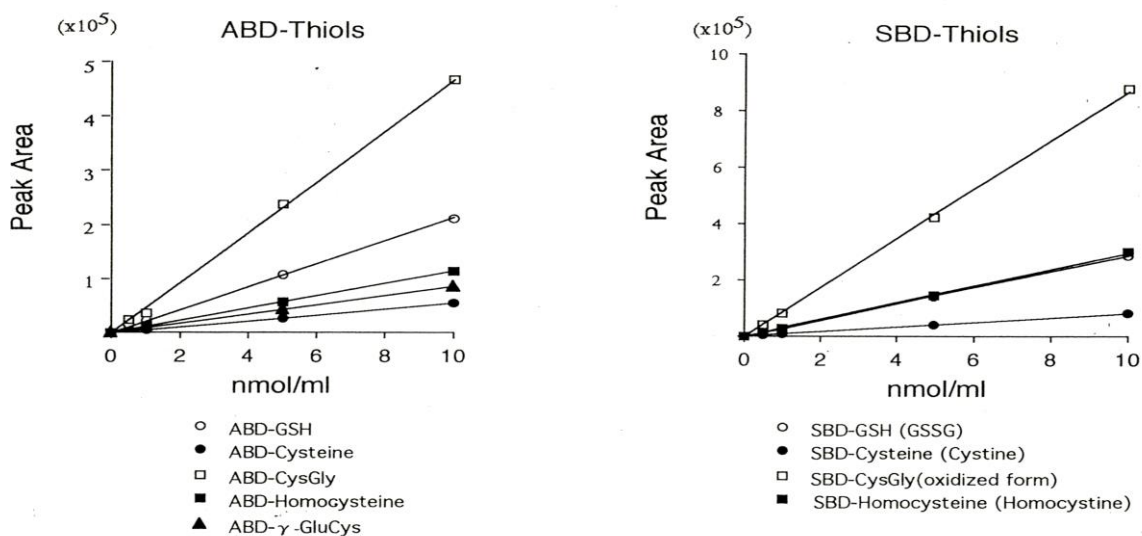 (x10⁵)
ABD-Thiols
Peak Area
5
4
3
2
1
0 2 4 6 8 10
nmol/ml
ABD-GSH
ABD-Cysteine
ABD-CysGly
ABD-Homocysteine
ABD-γ-GluCys
(x10⁵)
SBD-Thiols
Peak Area
10
8
6
4
2
0 2 4 6 8 10
nmol/ml
SBD-GSH (GSSG)
SBD-Cysteine (Cystine)
SBD-CysGly(oxidized form)
SBD-Homocysteine (Homocystine)